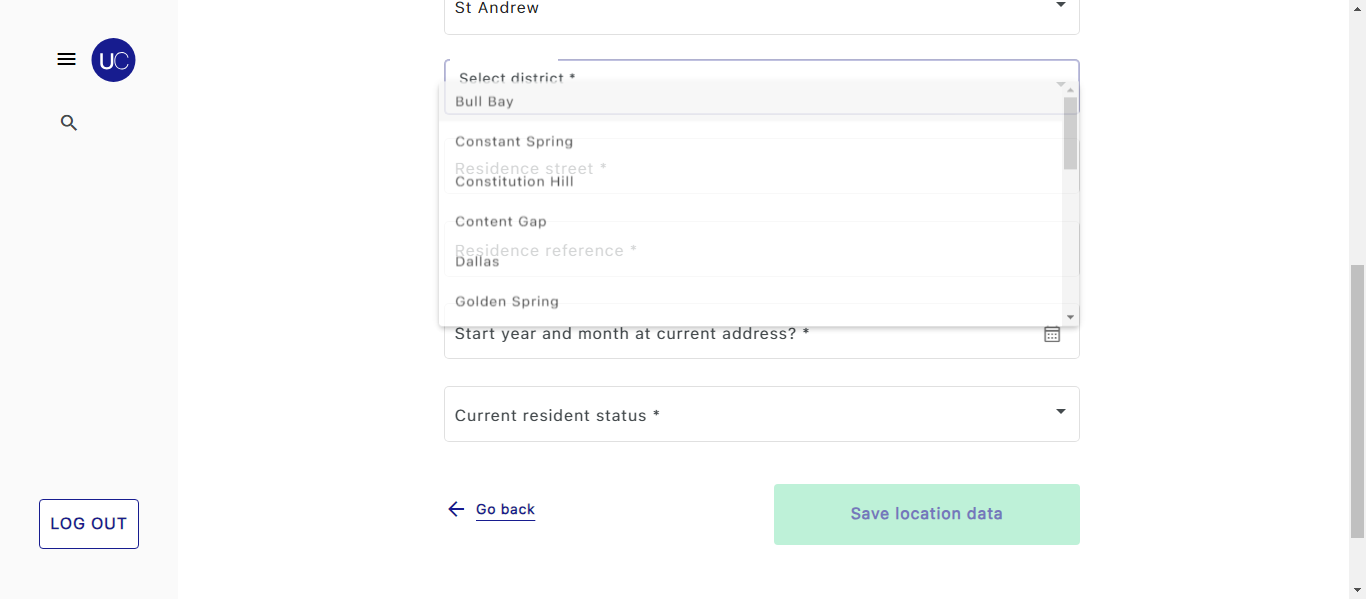 St Andrew
UC
Select district *
Bull Bay
Constant Spring
Residence street *
Constitution Hill
Content Gap
Residence reference *
Dallas
Golden Spring
Start year and month at current address? *
Current resident status *
Go back
Save location data
LOG OUT